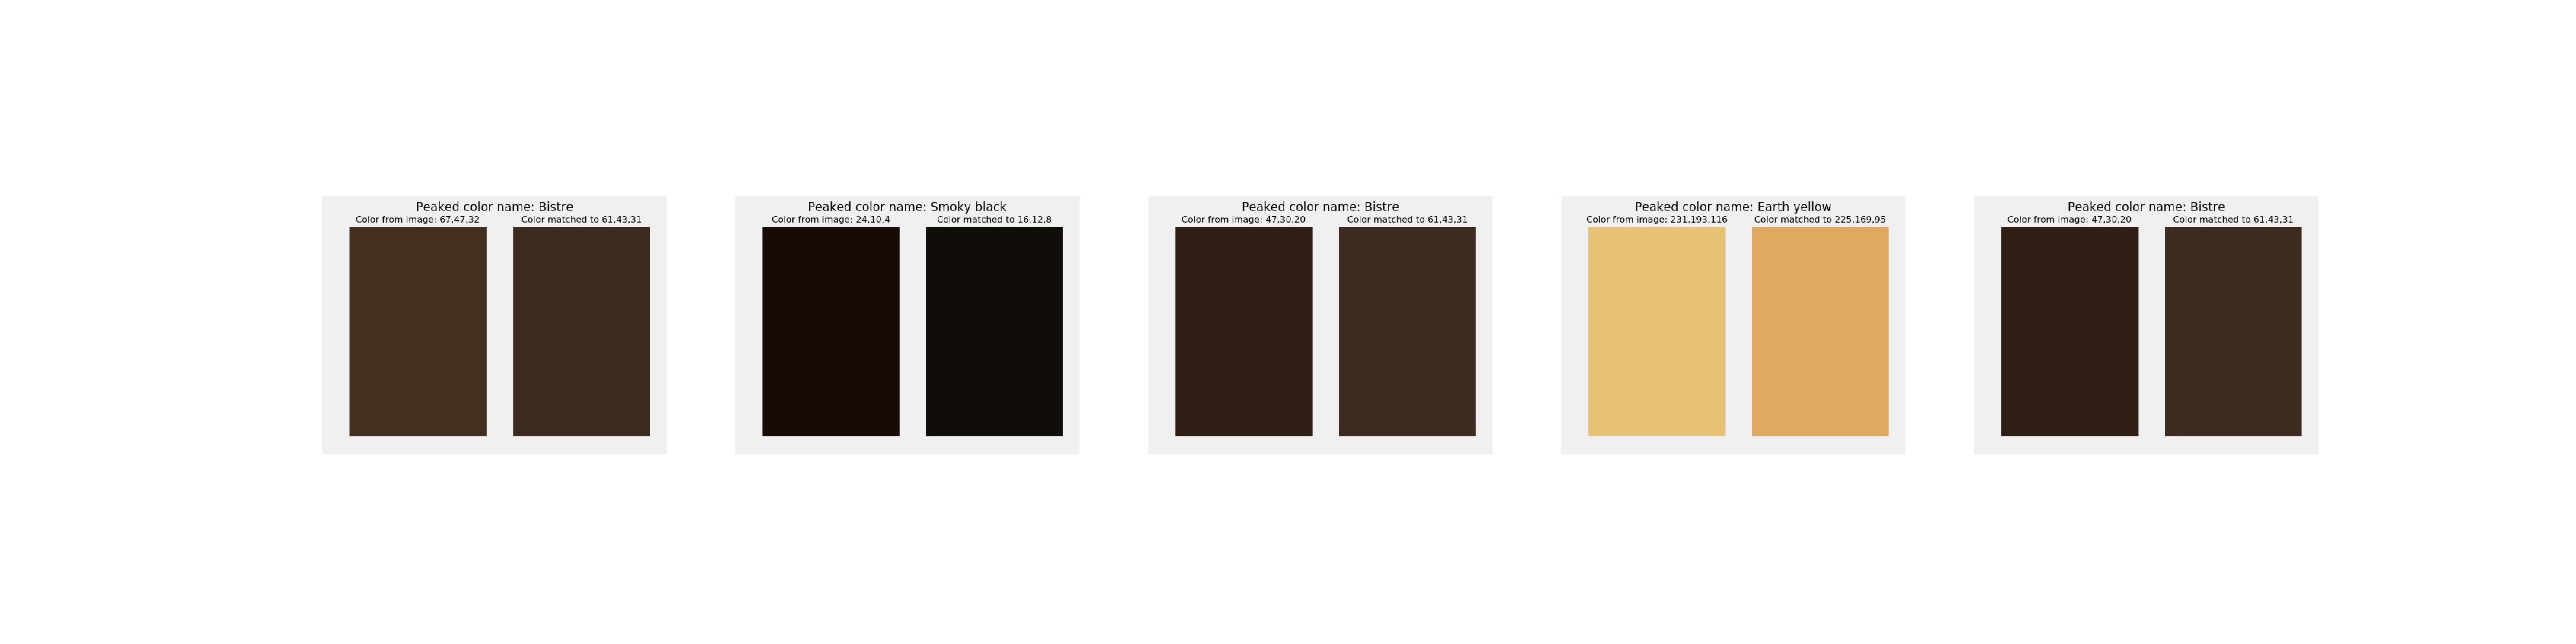 Peaked color name: Bistre
Color from image: 67,47,32
Color matched to 61,43,31
Peaked color name: Smoky black
Color from image: 24,10,4
Color matched to 16,12,8
Peaked color name: Bistre
Color from image: 47,30,20
Color matched to 61,43,31
Peaked color name: Earth yellow
Color from image: 231,193,116
Color matched to 225,169,95
Peaked color name: Bistre
Color from image: 47,30,20
Color matched to 61,43,31